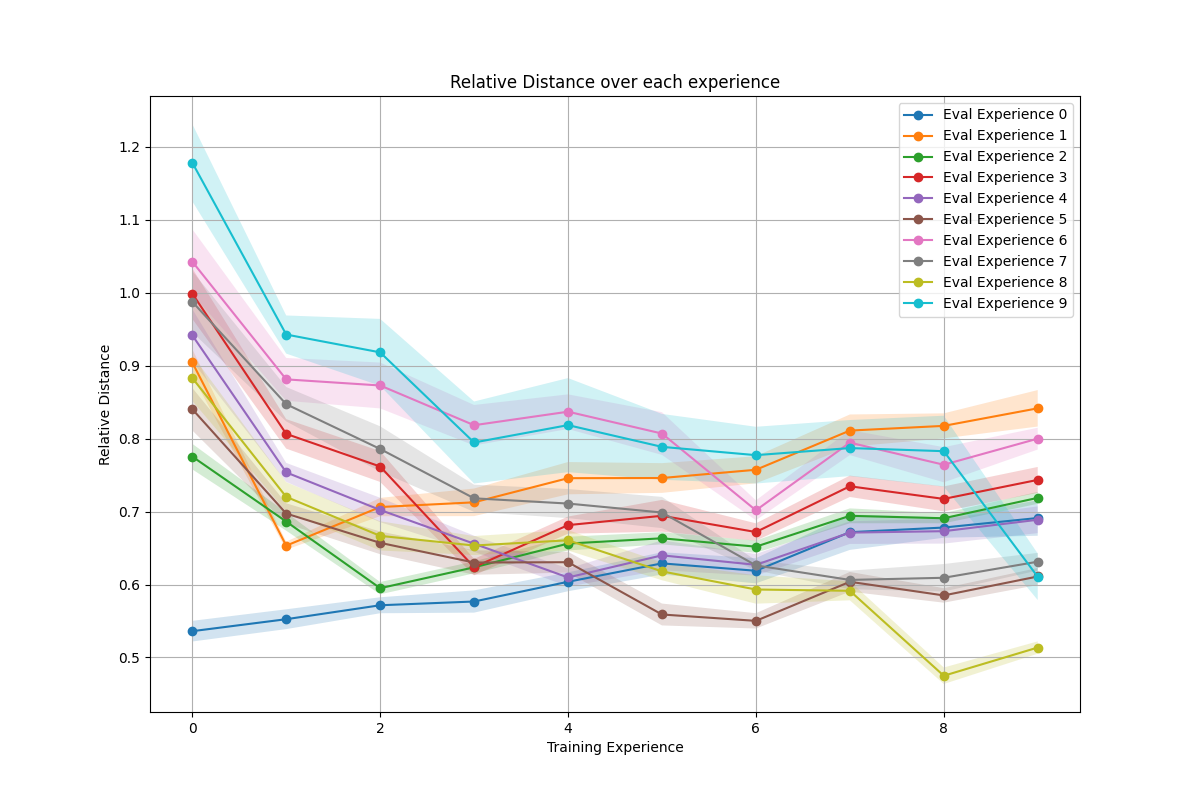 Relative Distance over each experience
Eval Experience 0
Eval Experience 1
Eval Experience 2
Eval Experience 3
Eval Experience 4
Eval Experience 5
Eval Experience 6
Eval Experience 7
Eval Experience 8
Eval Experience 9
Relative Distance
1.2
1.1
1.0
0.9
0.8
0.7
0.6
0.5
0 2 4 6 8
Training Experience